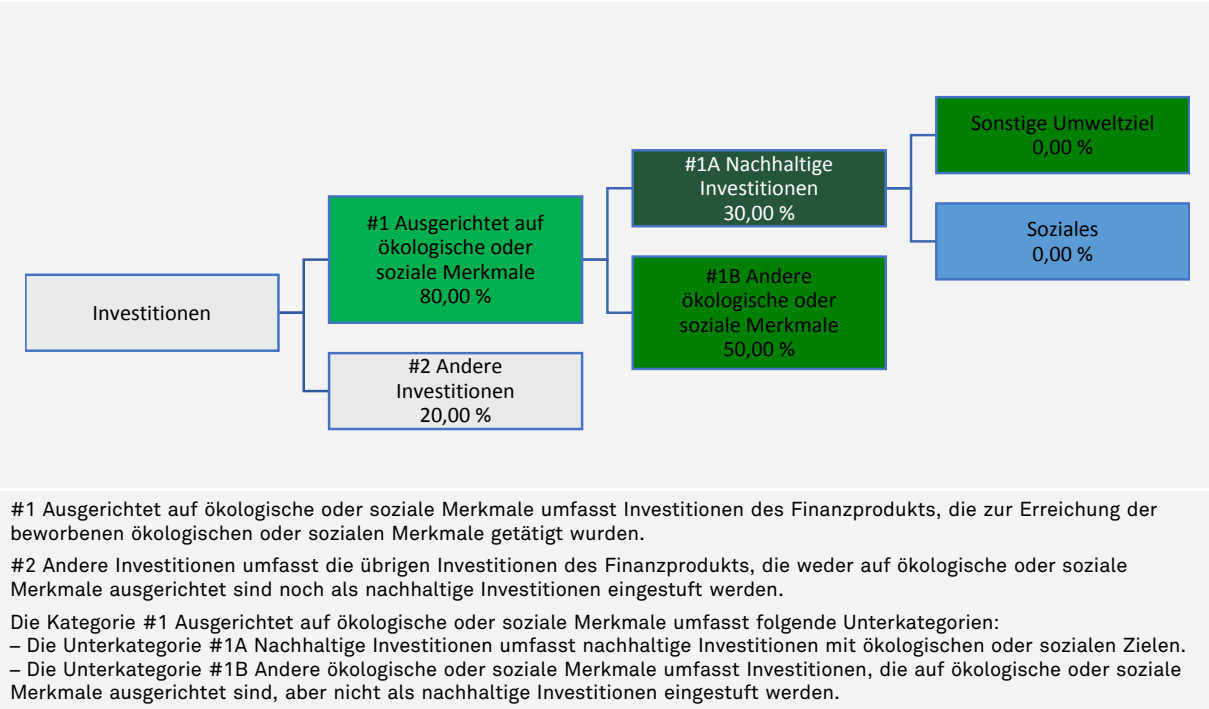 Investitionen
#1 Ausgerichtet auf
ökologische oder
soziale Merkmale
80,00 %
#2 Andere
Investitionen
20,00 %
#1A Nachhaltige
Investitionen
30,00 %
#1B Andere
ökologische oder
soziale Merkmale
50,00 %
Sonstige Umweltziel
0,00 %
Soziales
0,00 %
#1 Ausgerichtet auf ökologische oder soziale Merkmale umfasst Investitionen des Finanzprodukts, die zur Erreichung der
beworbenen ökologischen oder sozialen Merkmale getätigt wurden.
#2 Andere Investitionen umfasst die übrigen Investitionen des Finanzprodukts, die weder auf ökologische oder soziale
Merkmale ausgerichtet sind noch als nachhaltige Investitionen eingestuft werden.
Die Kategorie #1 Ausgerichtet auf ökologische oder soziale Merkmale umfasst folgende Unterkategorien:
– Die Unterkategorie #1A Nachhaltige Investitionen umfasst nachhaltige Investitionen mit ökologischen oder sozialen Zielen.
– Die Unterkategorie #1B Andere ökologische oder soziale Merkmale umfasst Investitionen, die auf ökologische oder soziale
Merkmale ausgerichtet sind, aber nicht als nachhaltige Investitionen eingestuft werden.